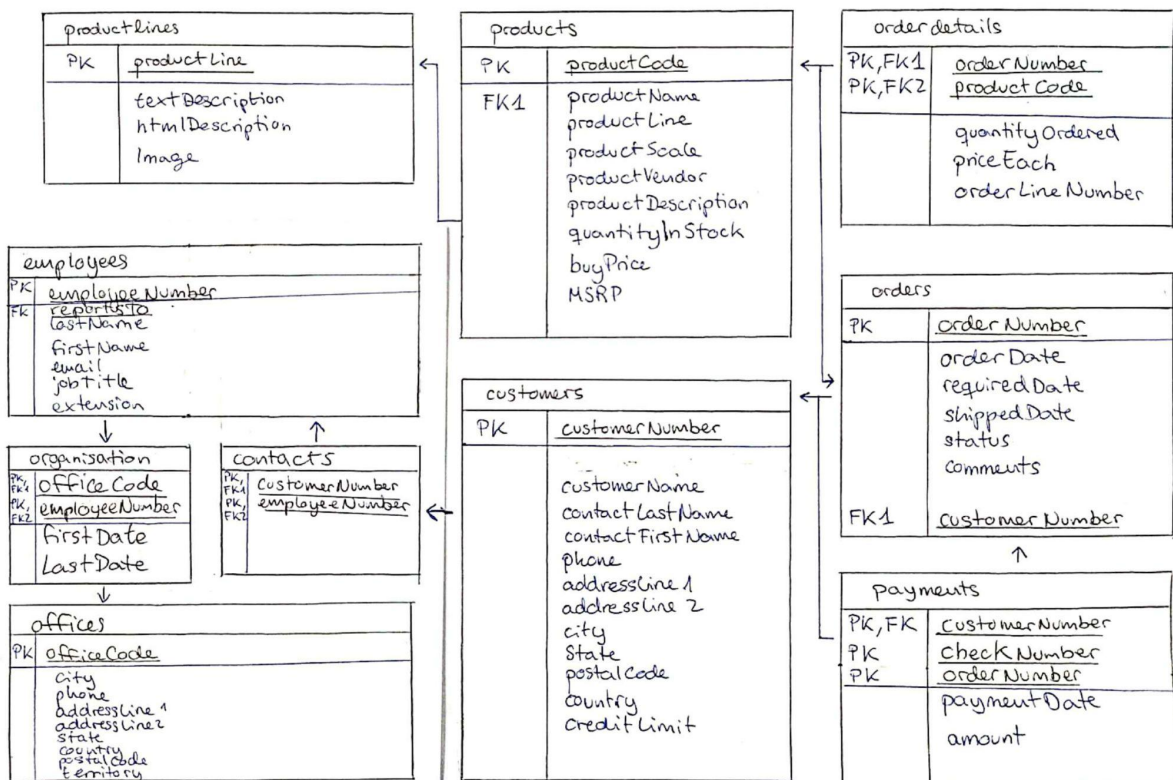 productlines
PK productLine
textDescription
htmlDescription
Image
products
PK productCode
FK1 productName
productLine
productScale
productVendor
productDescription
quantityInStock
buyPrice
MSRP
orderdetails
PK,FK1 orderNumber
PK,FK2 productCode
quantityOrdered
priceEach
orderLineNumber
employees
PK employeeNumber
FK reportsTo
lastName
firstName
email
jobTitle
extension
orders
PK orderNumber
orderDate
requiredDate
shippedDate
status
comments
FK1 customerNumber
customers
PK customerNumber
customerName
contactLastName
contactFirstName
phone
addressLine1
addressLine2
city
State
postalCode
country
creditLimit
organisation
PK, FK1 officeCode
PK, FK2 employeeNumber
firstDate
LastDate
contacts
PK, FK1 customerNumber
PK, FK2 employeeNumber
offices
PK officeCode
city
phone
addressLine1
addressLine2
state
country
postalcode
territory
payments
PK,FK customerNumber
PK checkNumber
PK orderNumber
paymentDate
amount